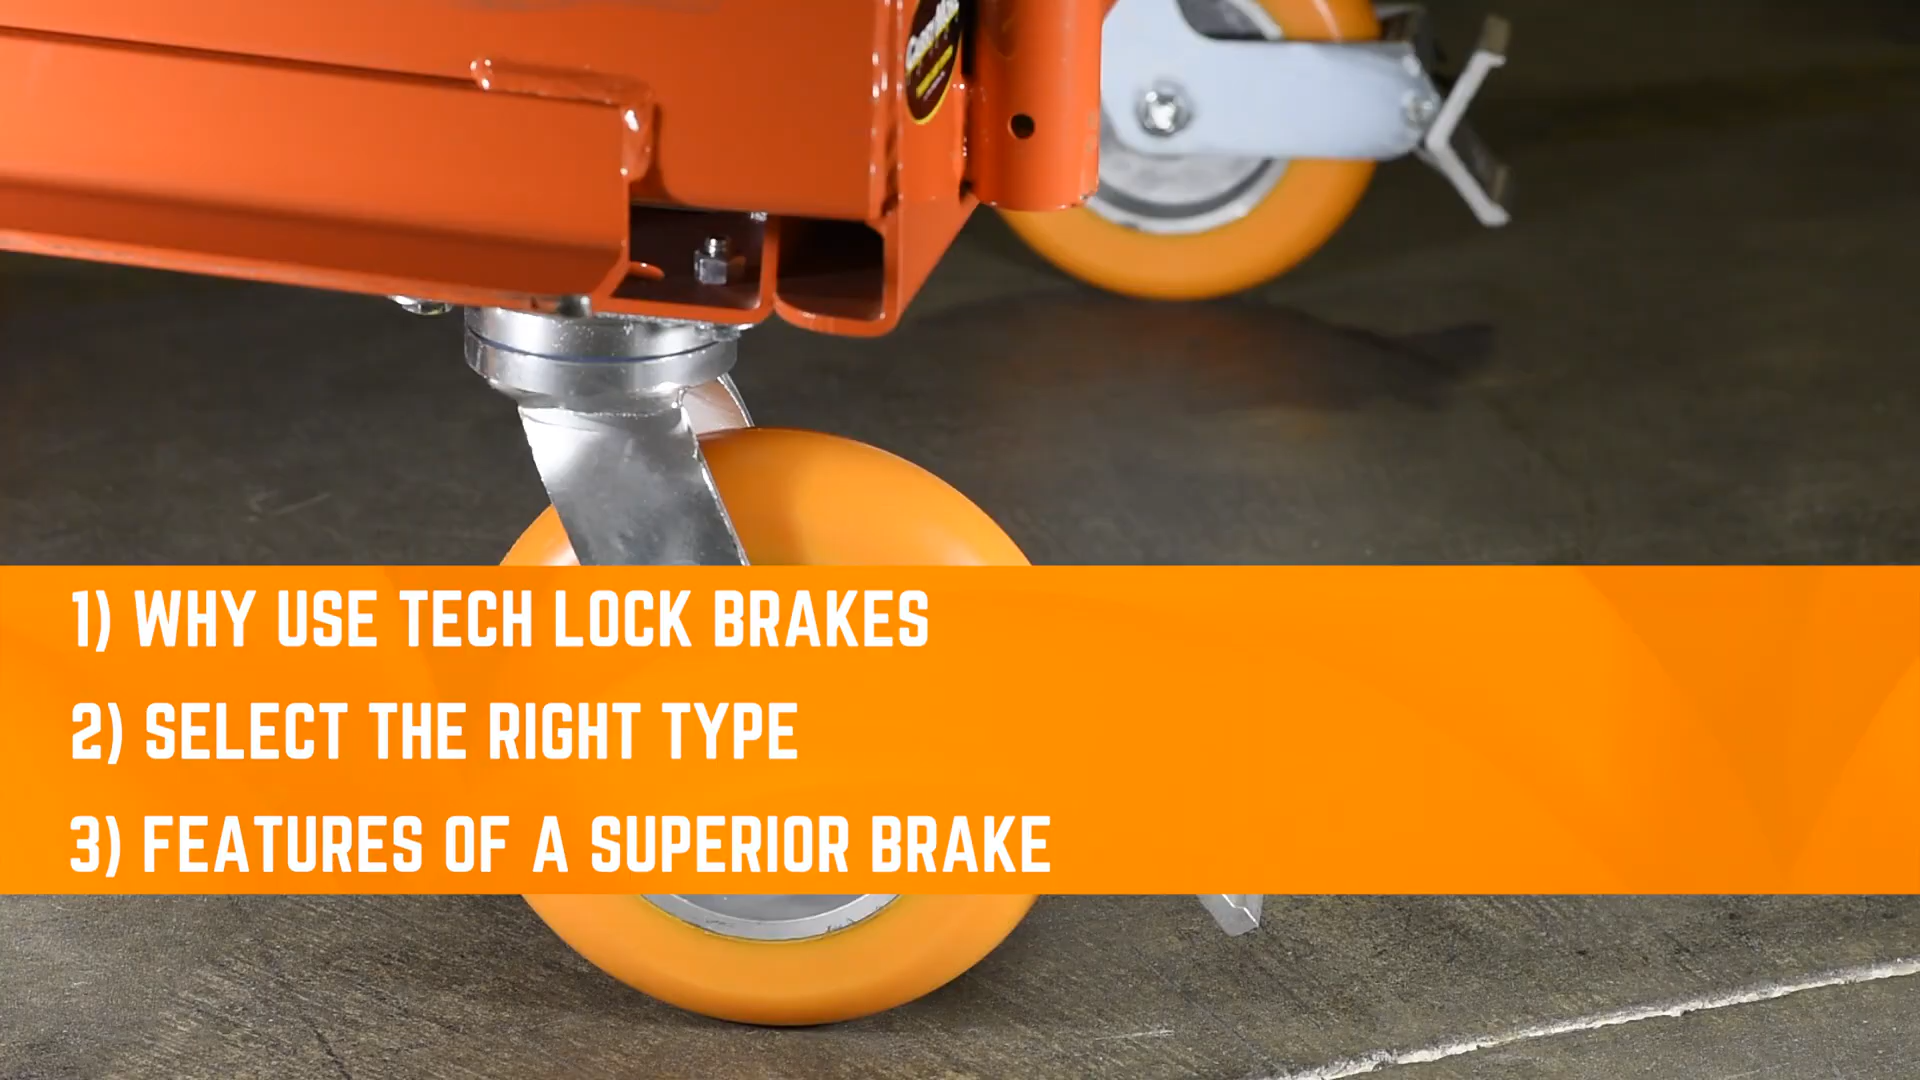 1) WHY USE TECH LOCK BRAKES
2) SELECT THE RIGHT TYPE
3) FEATURES OF A SUPERIOR BRAKE